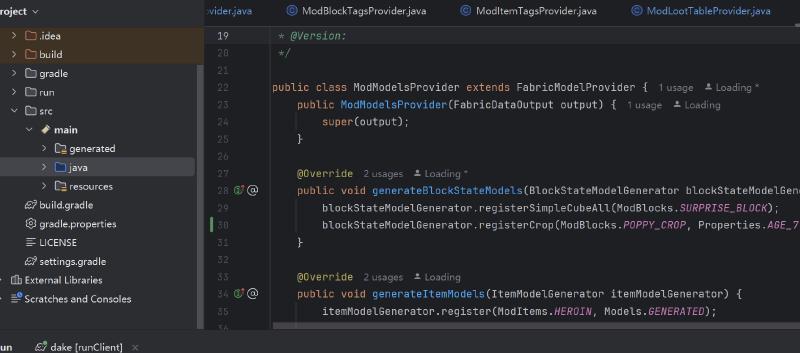 roject
vider.java ModBlockTagsProvider.java ModItemTagsProvider.java ModLootTableProvider.java
.idea
build
gradle
run
src
main
generated
java
resources
build.gradle
gradle.properties
LICENSE
settings.gradle
External Libraries
Scratches and Consoles
19 * @Version:
20 */
21
22 public class ModModelsProvider extends FabricModelProvider { 1 usage Loading *
23 public ModModelsProvider(FabricDataOutput output) { 1 usage Loading
24 super(output);
25 }
26
27 @Override 2 usages Loading *
28 public void generateBlockStateModels(BlockStateModelGenerator blockStateModelGene
29 blockStateModelGenerator.registerSimpleCubeAll(ModBlocks.SURPRISE_BLOCK);
30 blockStateModelGenerator.registerCrop(ModBlocks.POPPY_CROP, Properties.AGE_7
31 }
32
33 @Override 2 usages Loading
34 public void generateItemModels(ItemModelGenerator itemModelGenerator) {
35 itemModelGenerator.register(ModItems.HEROIN, Models.GENERATED);
un dake [runClient]